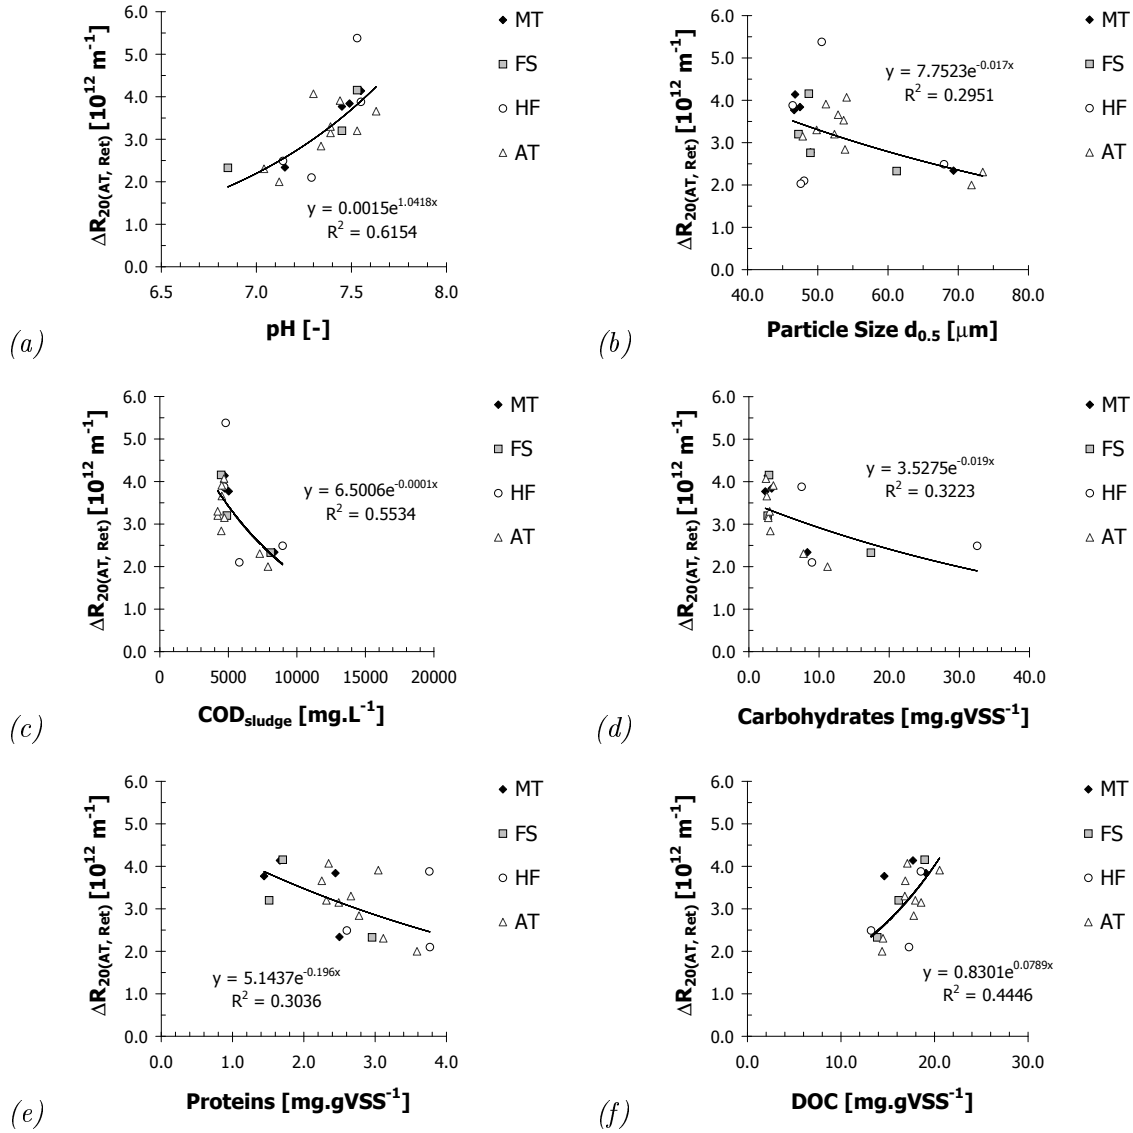 6.0
5.0
4.0
3.0
2.0
1.0
0.0
6.5
7.0
7.5
8.0
ΔR20(AT, Ret) [10^12 m^-1]
pH [-]
y = 0.0015e^1.0418x
R^2 = 0.6154
MT
FS
HF
AT
(a)
6.0
5.0
4.0
3.0
2.0
1.0
0.0
40.0
50.0
60.0
70.0
80.0
ΔR20(AT, Ret) [10^12 m^-1]
Particle Size d0.5 [μm]
y = 7.7523e^-0.017x
R^2 = 0.2951
MT
FS
HF
AT
(b)
6.0
5.0
4.0
3.0
2.0
1.0
0.0
0
5000
10000
15000
20000
ΔR20(AT, Ret) [10^12 m^-1]
CODsludge [mg.L^-1]
y = 6.5006e^-0.0001x
R^2 = 0.5534
MT
FS
HF
AT
(c)
6.0
5.0
4.0
3.0
2.0
1.0
0.0
0.0
10.0
20.0
30.0
40.0
ΔR20(AT, Ret) [10^12 m^-1]
Carbohydrates [mg.gVSS^-1]
y = 3.5275e^-0.019x
R^2 = 0.3223
MT
FS
HF
AT
(d)
6.0
5.0
4.0
3.0
2.0
1.0
0.0
0.0
1.0
2.0
3.0
4.0
ΔR20(AT, Ret) [10^12 m^-1]
Proteins [mg.gVSS^-1]
y = 5.1437e^-0.196x
R^2 = 0.3036
MT
FS
HF
AT
(e)
6.0
5.0
4.0
3.0
2.0
1.0
0.0
0.0
10.0
20.0
30.0
ΔR20(AT, Ret) [10^12 m^-1]
DOC [mg.gVSS^-1]
y = 0.8301e^0.0789x
R^2 = 0.4446
MT
FS
HF
AT
(f)